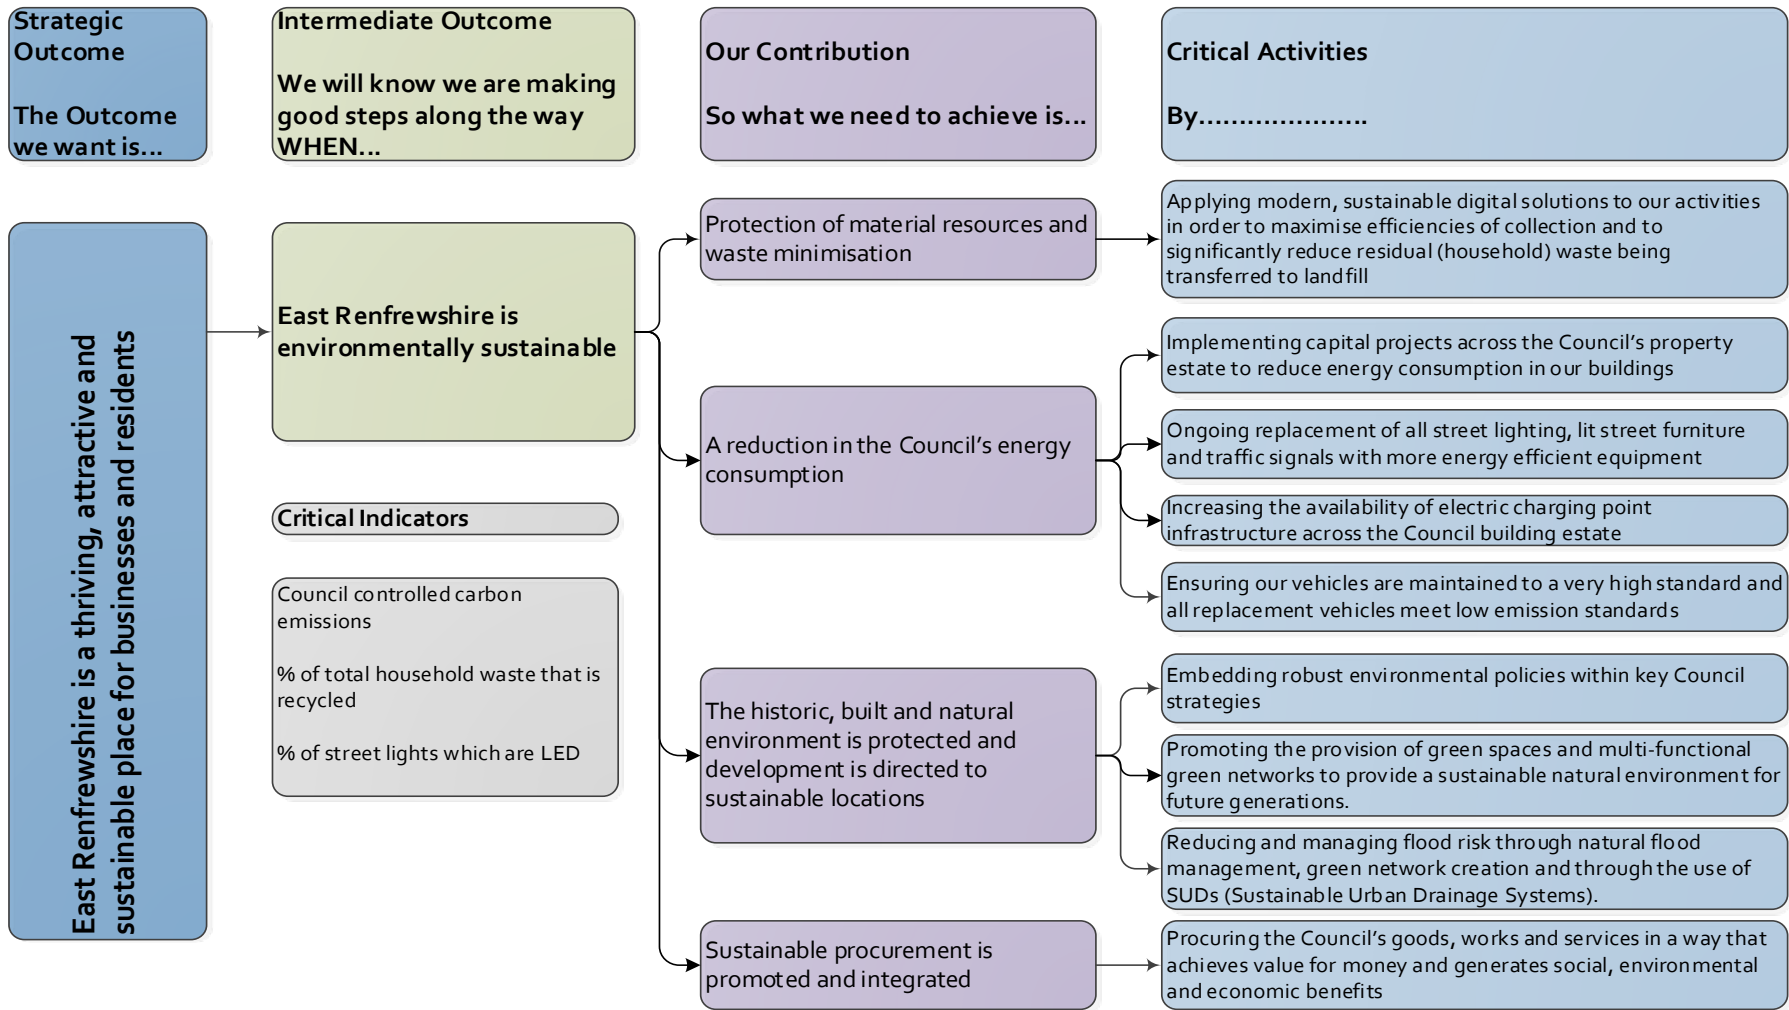 Strategic
Outcome
The Outcome
we want is...
Intermediate Outcome
We will know we are making
good steps along the way
WHEN...
Our Contribution
So what we need to achieve is...
Critical Activities
By.....................
East Renfrewshire is a thriving, attractive and
sustainable place for businesses and residents
East Renfrewshire is
environmentally sustainable
Critical Indicators
Council controlled carbon
emissions
% of total household waste that is
recycled
% of street lights which are LED
Protection of material resources and
waste minimisation
Applying modern, sustainable digital solutions to our activities
in order to maximise efficiencies of collection and to
significantly reduce residual (household) waste being
transferred to landfill
A reduction in the Council’s energy
consumption
Implementing capital projects across the Council’s property
estate to reduce energy consumption in our buildings
Ongoing replacement of all street lighting, lit street furniture
and traffic signals with more energy efficient equipment
Increasing the availability of electric charging point
infrastructure across the Council building estate
Ensuring our vehicles are maintained to a very high standard and
all replacement vehicles meet low emission standards
The historic, built and natural
environment is protected and
development is directed to
sustainable locations
Embedding robust environmental policies within key Council
strategies
Promoting the provision of green spaces and multi-functional
green networks to provide a sustainable natural environment for
future generations.
Reducing and managing flood risk through natural flood
management, green network creation and through the use of
SUDs (Sustainable Urban Drainage Systems).
Sustainable procurement is
promoted and integrated
Procuring the Council’s goods, works and services in a way that
achieves value for money and generates social, environmental
and economic benefits